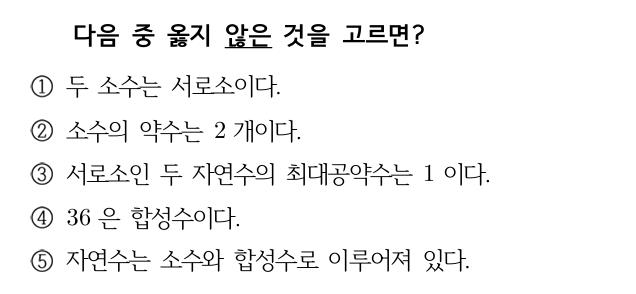 다음 중 옳지 않은 것을 고르면?
① 두 소수는 서로소이다.
② 소수의 약수는 2 개이다.
③ 서로소인 두 자연수의 최대공약수는 1 이다.
④ 36 은 합성수이다.
⑤ 자연수는 소수와 합성수로 이루어져 있다.